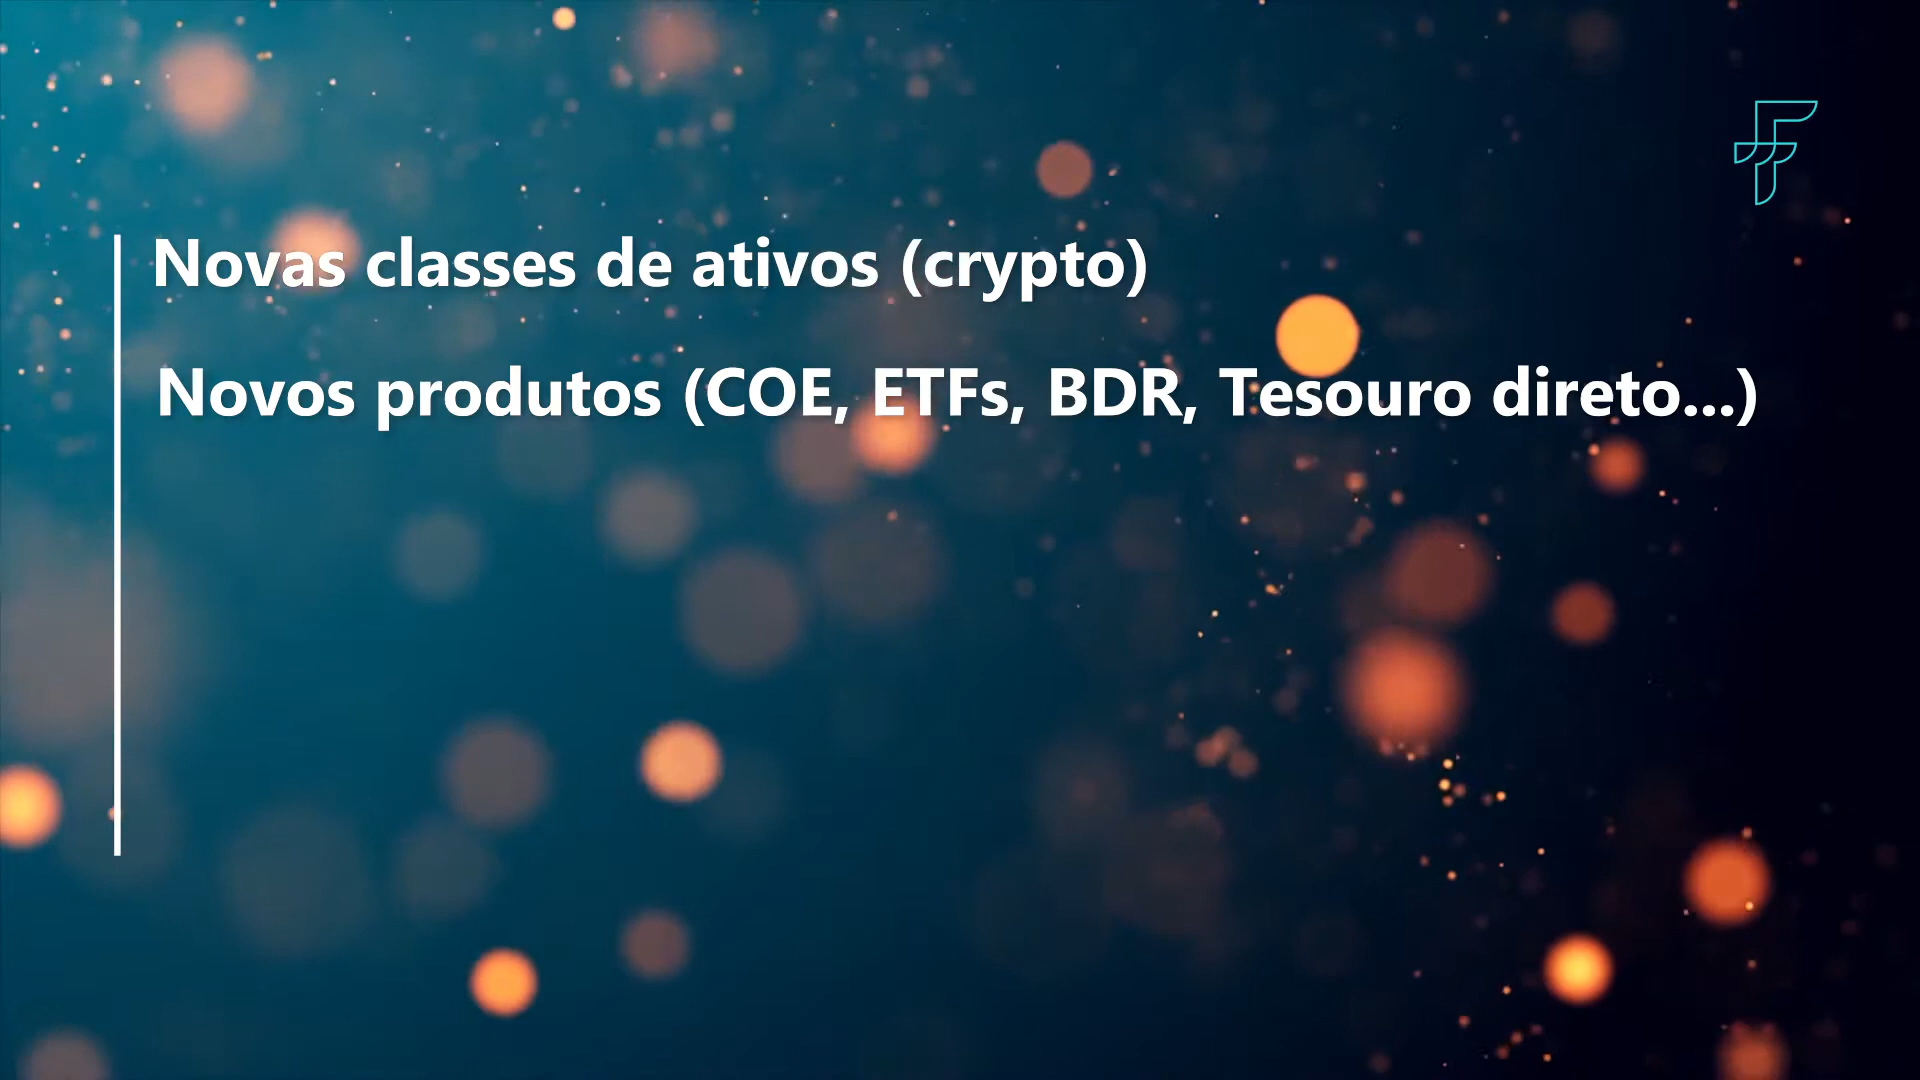 Novas classes de ativos (crypto)
Novos produtos (COE, ETFs, BDR, Tesouro direto...)